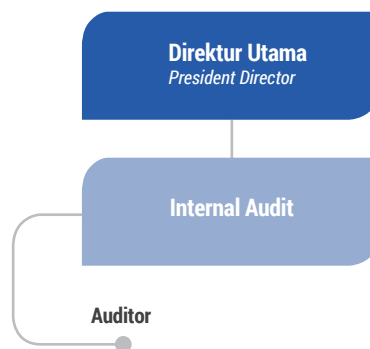 Direktur Utama
President Director
Internal Audit
Auditor